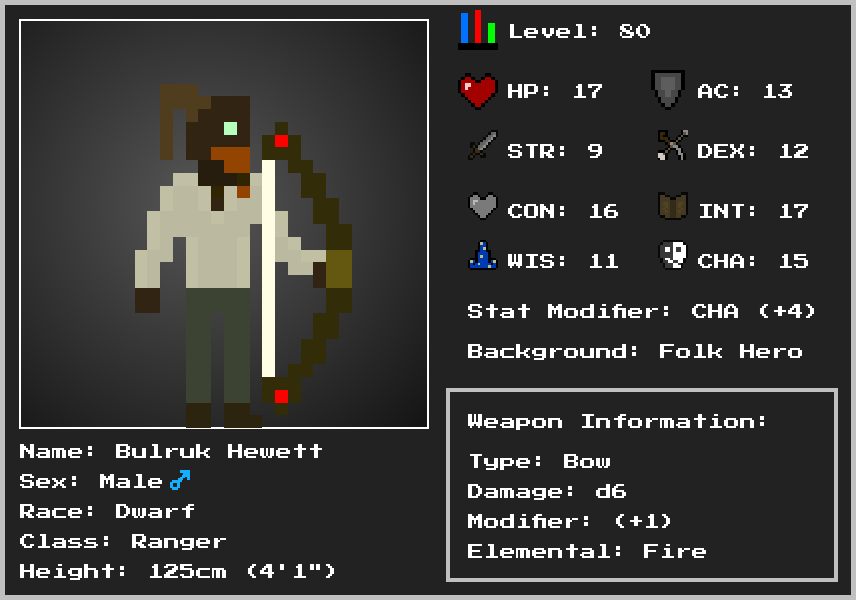 Level: 80
HP: 17
AC: 13
STR: 9
DEX: 12
CON: 16
INT: 17
WIS: 11
CHA: 15
Stat Modifier: CHA (+4)
Background: Folk Hero
Weapon Information:
Type: Bow
Damage: d6
Modifier: (+1)
Elemental: Fire
Name: Bulruk Hewett
Sex: Male ♂
Race: Dwarf
Class: Ranger
Height: 125cm (4'1")